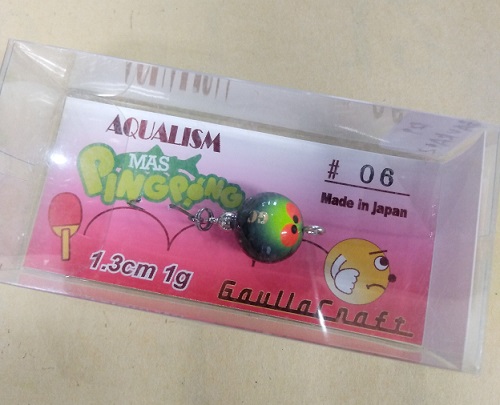 AQUALISM
MAS
PINGPONG
# 06
Made in Japan
1.3cm 1g
GaullaCraft